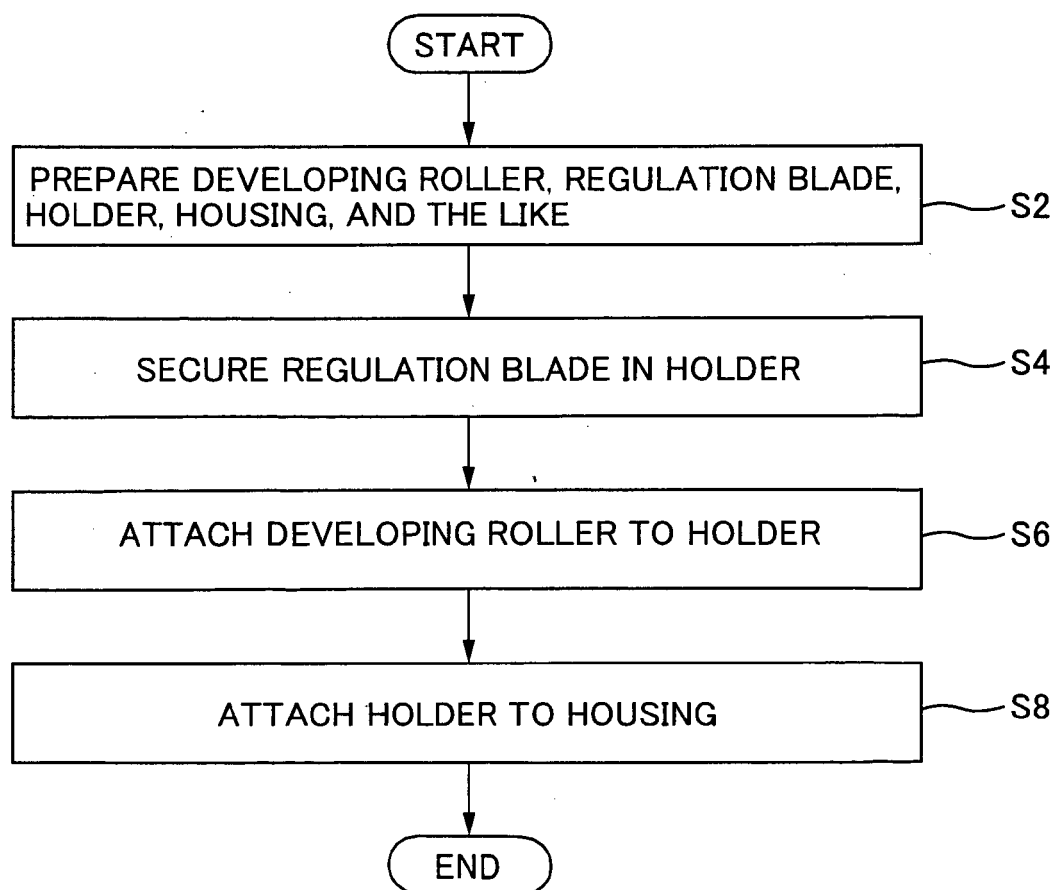 START
PREPARE DEVELOPING ROLLER, REGULATION BLADE,
HOLDER, HOUSING, AND THE LIKE
S2
SECURE REGULATION BLADE IN HOLDER
S4
ATTACH DEVELOPING ROLLER TO HOLDER
S6
ATTACH HOLDER TO HOUSING
S8
END